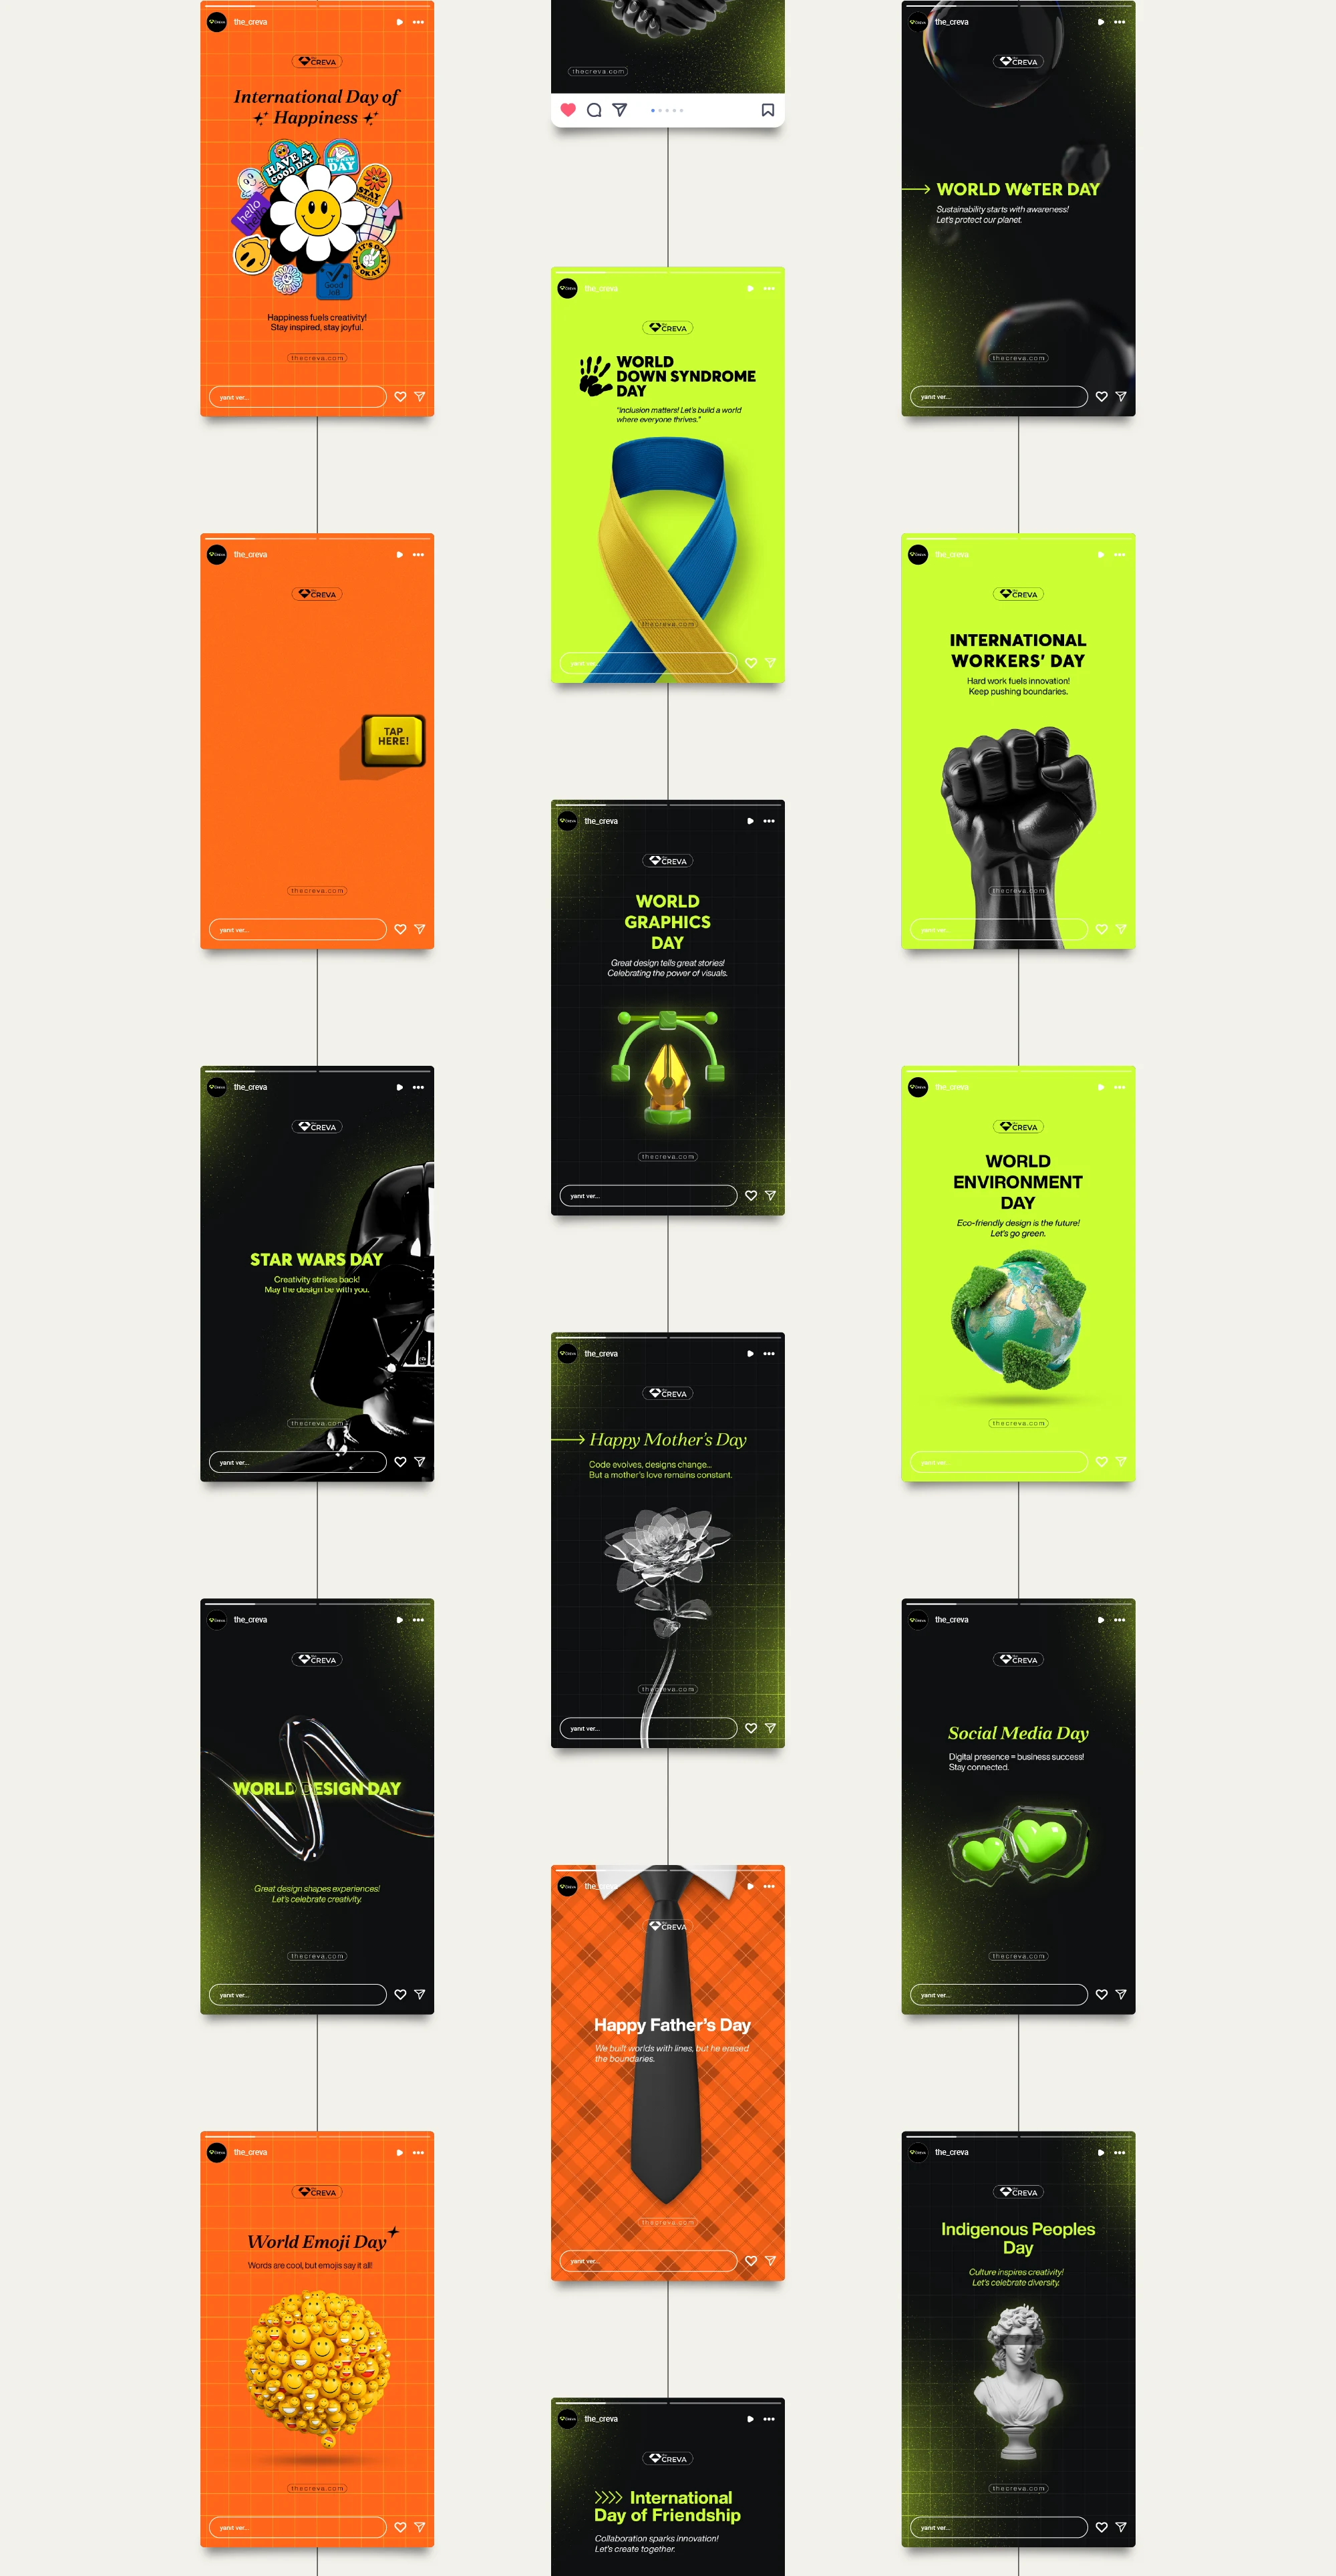 the_creva
the CREVA
International Day of
Happiness
HAVE A
GOOD DAY
IT'S NEW
DAY
STAY
POSITIVE
hello
IT'S OKAY
IT'S OKAY
Good
Job!
Happiness fuels creativity!
Stay inspired, stay joyful.
thecreva.com
yanıt ver...
the_creva
CREVA
TAP
HERE!
thecreva.com
yanıt ver...
the_creva
CREVA
STAR WARS DAY
Creativity strikes back!
May the design be with you.
thecreva.com
yanıt ver...
the_creva
CREVA
WORLD DESIGN DAY
Great design shapes experiences!
Let's celebrate creativity.
thecreva.com
yanıt ver...
the_creva
CREVA
World Emoji Day
Words are cool, but emojis say it all!
thecreva.com
yanıt ver...
thecreva.com
the_creva
CREVA
WORLD
DOWN SYNDROME
DAY
"Inclusion matters! Let's build a world
where everyone thrives."
thecreva.com
yanıt ver...
the_creva
CREVA
WORLD
GRAPHICS
DAY
Great design tells great stories!
Celebrating the power of visuals.
thecreva.com
yanıt ver...
the_creva
CREVA
Happy Mother's Day
Code evolves, designs change...
But a mother's love remains constant.
thecreva.com
yanıt ver...
the_creva
CREVA
Happy Father's Day
We built worlds with lines, but he erased
the boundaries.
thecreva.com
yanıt ver...
the_creva
CREVA
International
Day of Friendship
Collaboration sparks innovation!
Let's create together.
the_creva
CREVA
WORLD WATER DAY
Sustainability starts with awareness!
Let's protect our planet.
thecreva.com
yanıt ver...
the_creva
CREVA
INTERNATIONAL
WORKERS' DAY
Hard work fuels innovation!
Keep pushing boundaries.
thecreva.com
yanıt ver...
the_creva
CREVA
WORLD
ENVIRONMENT
DAY
Eco-friendly design is the future!
Let's go green.
thecreva.com
yanıt ver...
the_creva
CREVA
Social Media Day
Digital presence = business success!
Stay connected.
thecreva.com
yanıt ver...
the_creva
CREVA
Indigenous Peoples
Day
Culture inspires creativity!
Let's celebrate diversity.
thecreva.com
yanıt ver...